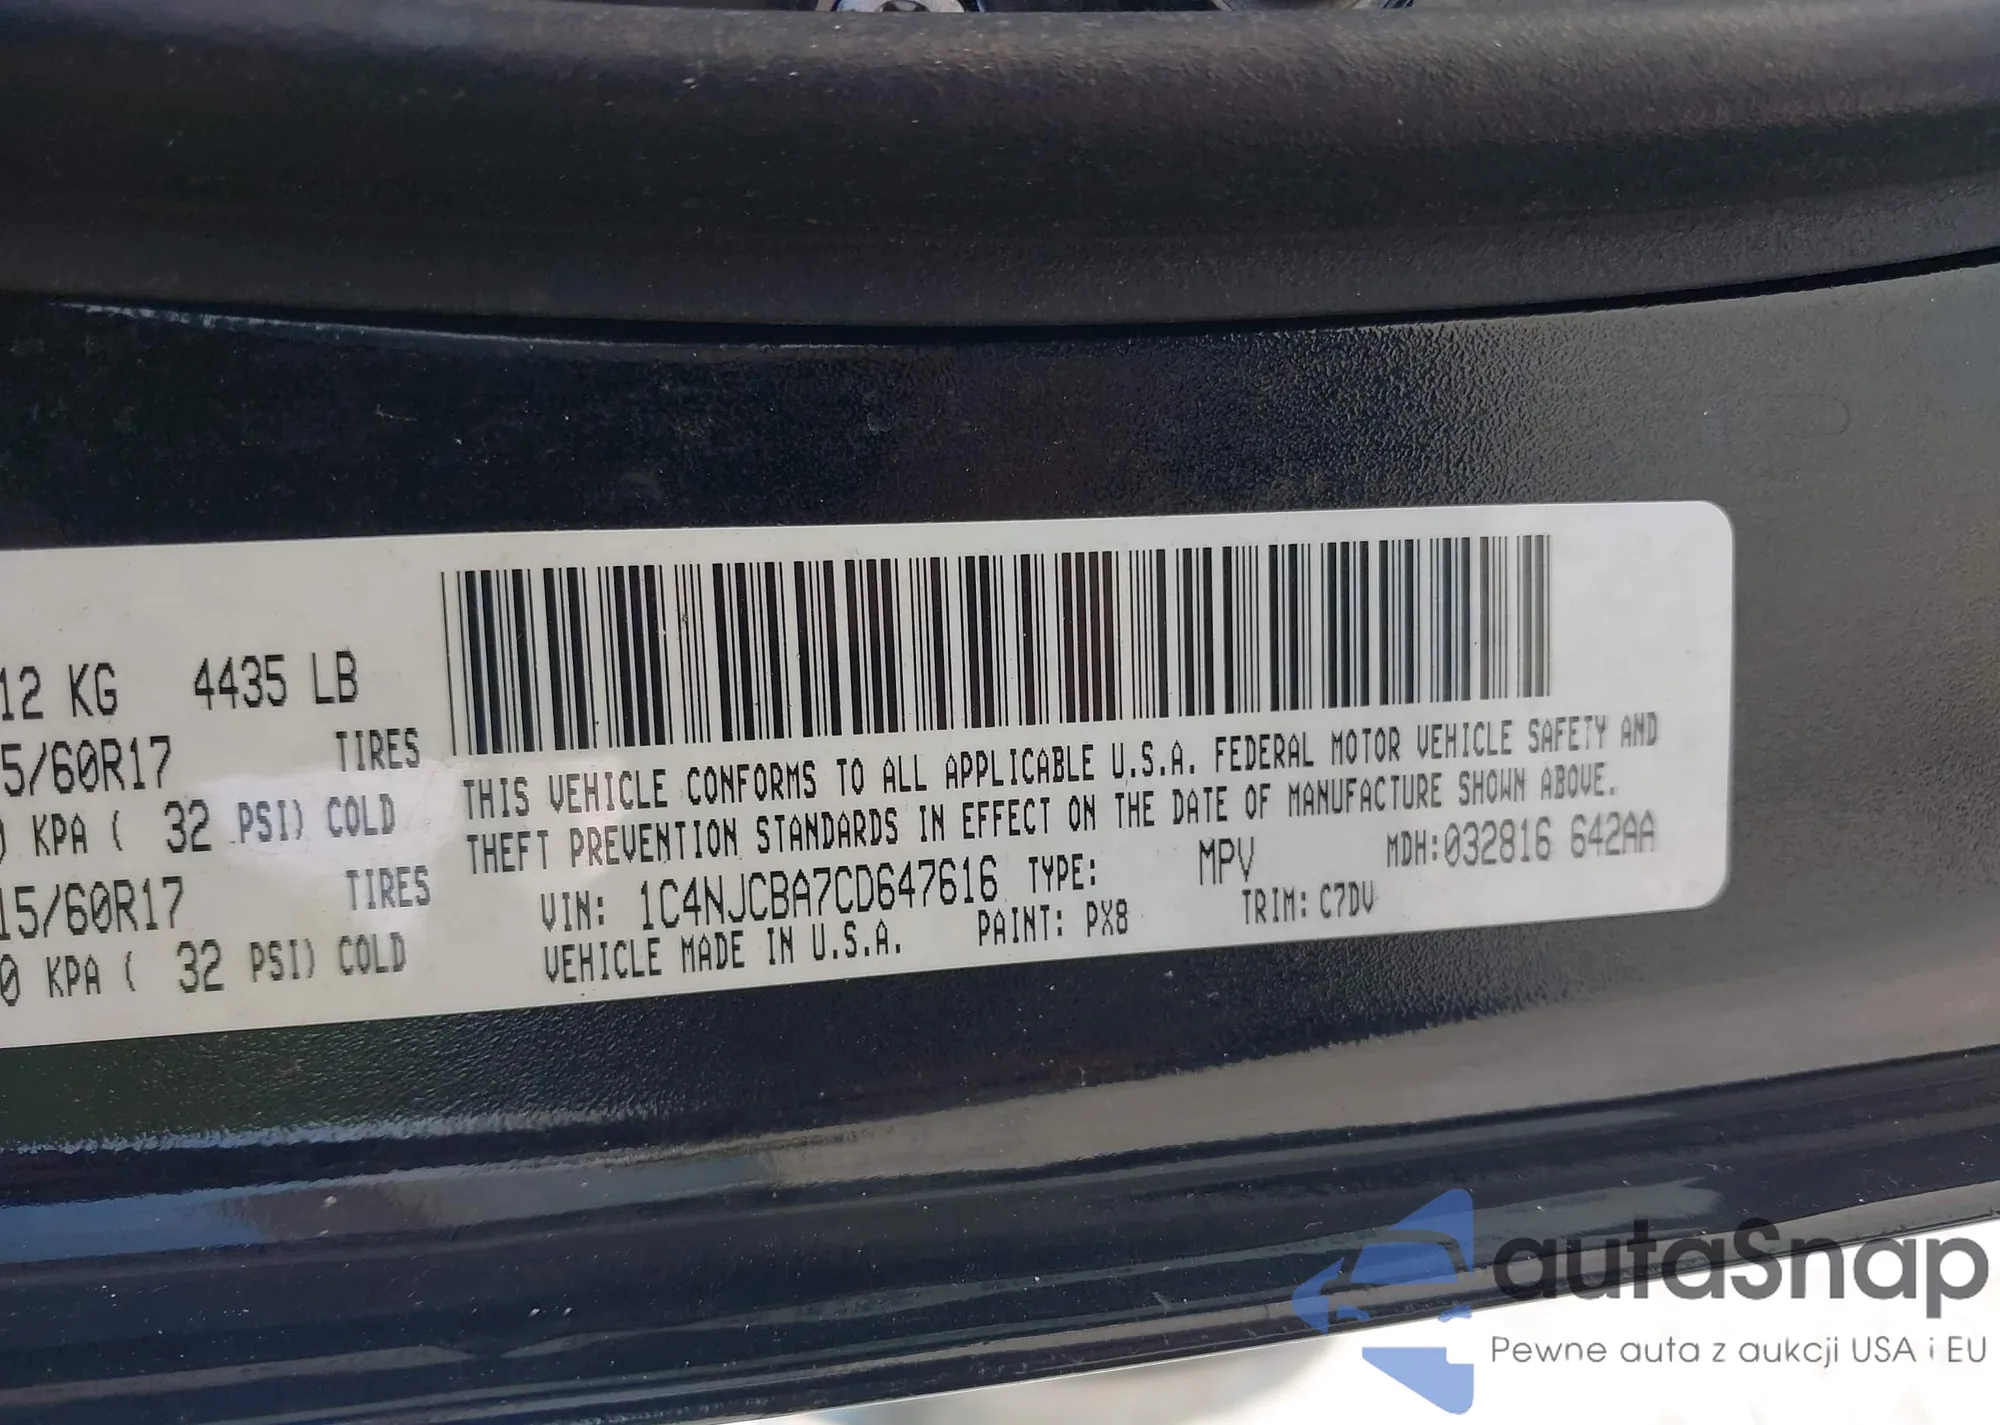 12 KG 4435 LB
5/60R17 TIRES
0 KPA ( 32 PSI) COLD
15/60R17 TIRES
0 KPA ( 32 PSI) COLD
THIS VEHICLE CONFORMS TO ALL APPLICABLE U.S.A. FEDERAL MOTOR VEHICLE SAFETY AND
THEFT PREVENTION STANDARDS IN EFFECT ON THE DATE OF MANUFACTURE SHOWN ABOVE.
VIN: 1C4NJCBA7CD647616 TYPE: MPV MDH:032816 642AA
VEHICLE MADE IN U.S.A. PAINT: PX8 TRIM: C7DV
autaSnap
Pewne auta z aukcji USA i EU